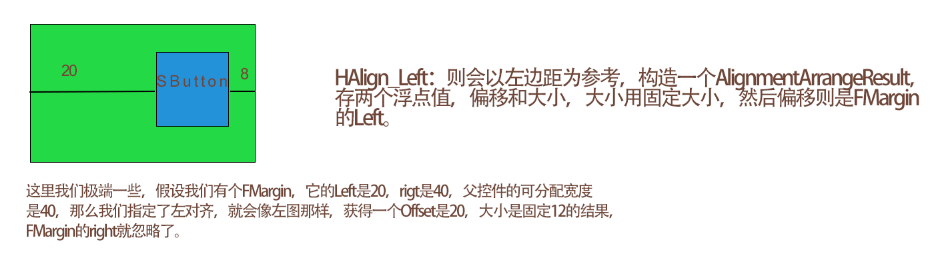 20
SButton
8
HAlign_Left：则会以左边距为参考，构造一个AlignmentArrangeResult，
存两个浮点值，偏移和大小，大小用固定大小，然后偏移则是FMargin
的Left。
这里我们极端一些，假设我们有个FMargin，它的Left是20，rigt是40，父控件的可分配宽度
是40，那么我们指定了左对齐，就会像左图那样，获得一个Offset是20，大小是固定12的结果，
FMargin的right就忽略了。